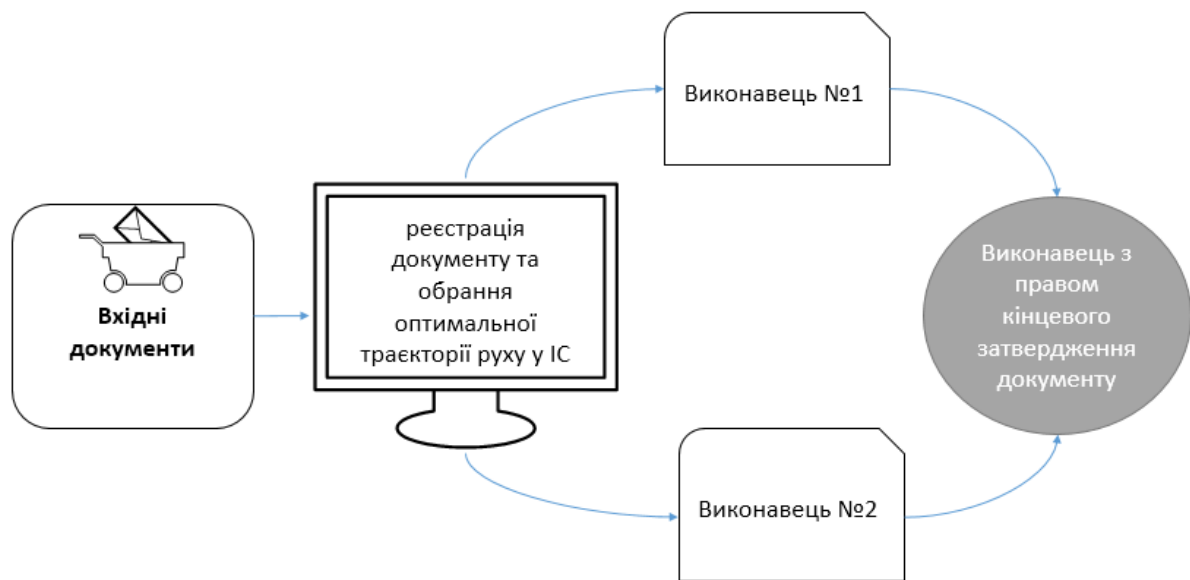 Вхідні
документи
реєстрація
документу та
обрання
оптимальної
траєкторії руху у ІС
Виконавець №1
Виконавець №2
Виконавець з
правом
кінцевого
затвердження
документу